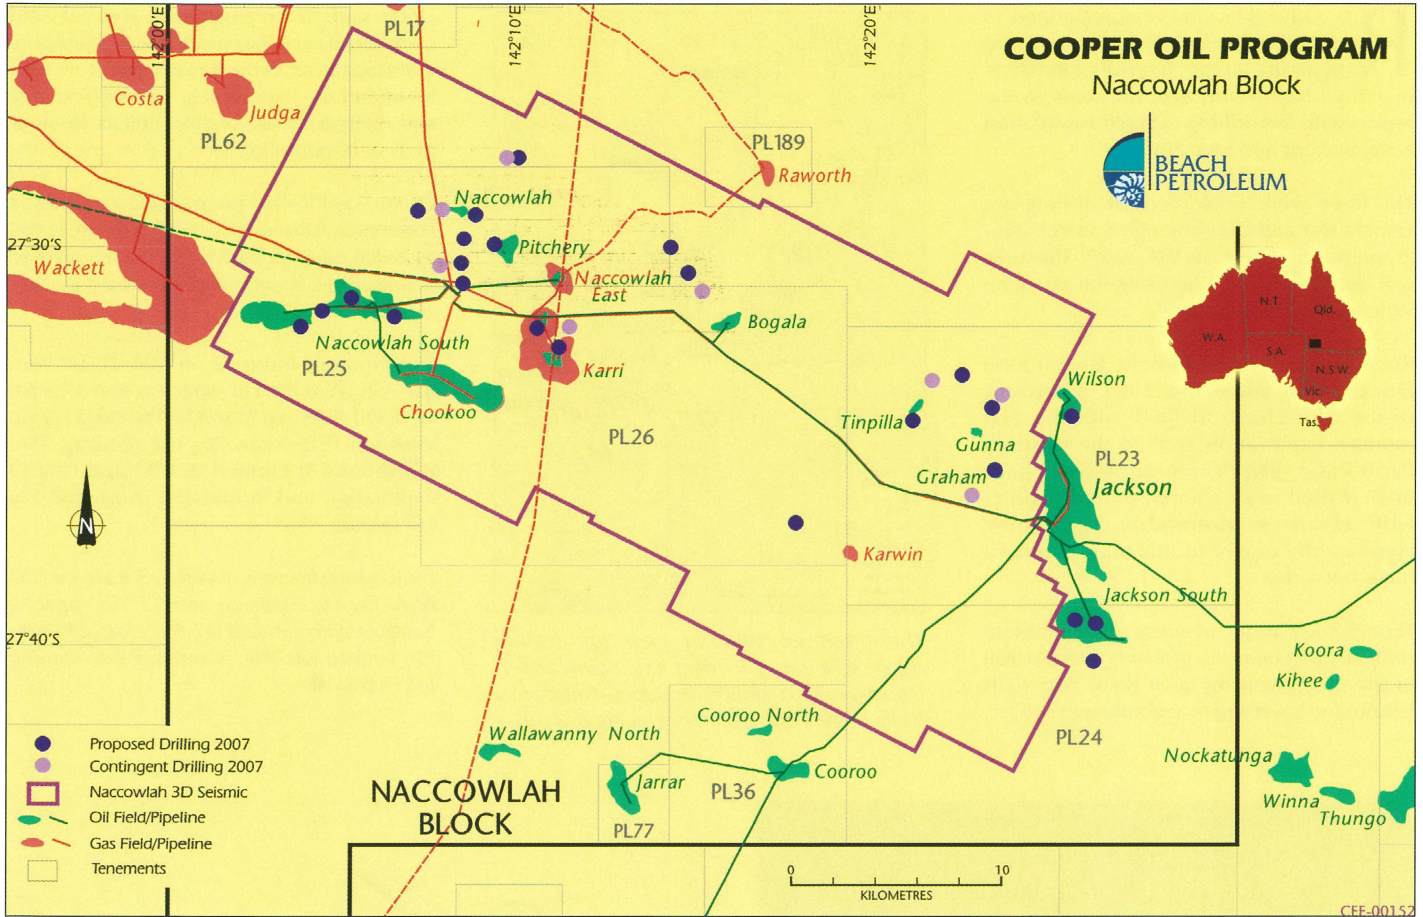 142°00'E
PL17
142°10'E
142°20'E
COOPER OIL PROGRAM
Naccowlah Block
BEACH
PETROLEUM
Costa
Judga
PL62
PL189
Raworth
Naccowlah
27°30'S
Pitchery
Wackett
Naccowlah
East
N.T.
Qld.
W.A.
S.A.
N.S.W.
Vic.
Tas.
Bogala
Naccowlah South
PL25
Karri
Chookoo
Wilson
Tinpilla
PL26
Gunna
PL23
Graham
Jackson
N
Karwin
Jackson South
27°40'S
Koora
Kihee
Cooroo North
Wallawanny North
PL24
Nockatunga
Cooroo
Jarrar
PL36
Winna
Thungo
PL77
NACCOWLAH
BLOCK
Proposed Drilling 2007
Contingent Drilling 2007
Naccowlah 3D Seismic
Oil Field/Pipeline
Gas Field/Pipeline
Tenements
0 10
KILOMETRES
CFE-00152